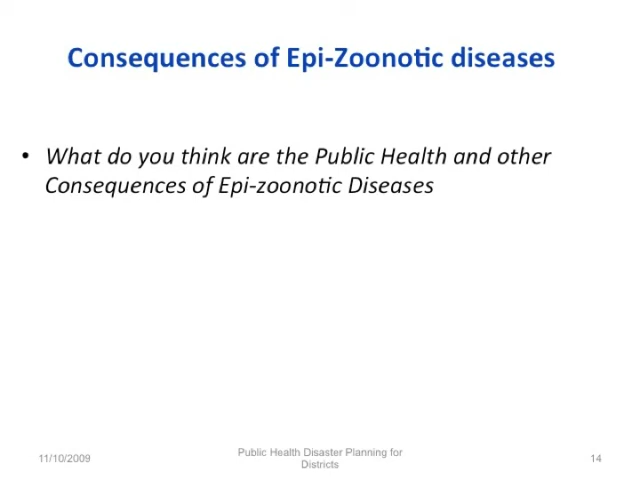 Consequences of Epi-Zoonotic diseases
• What do you think are the Public Health and other
Consequences of Epi-zoonotic Diseases
11/10/2009
Public Health Disaster Planning for
Districts
14